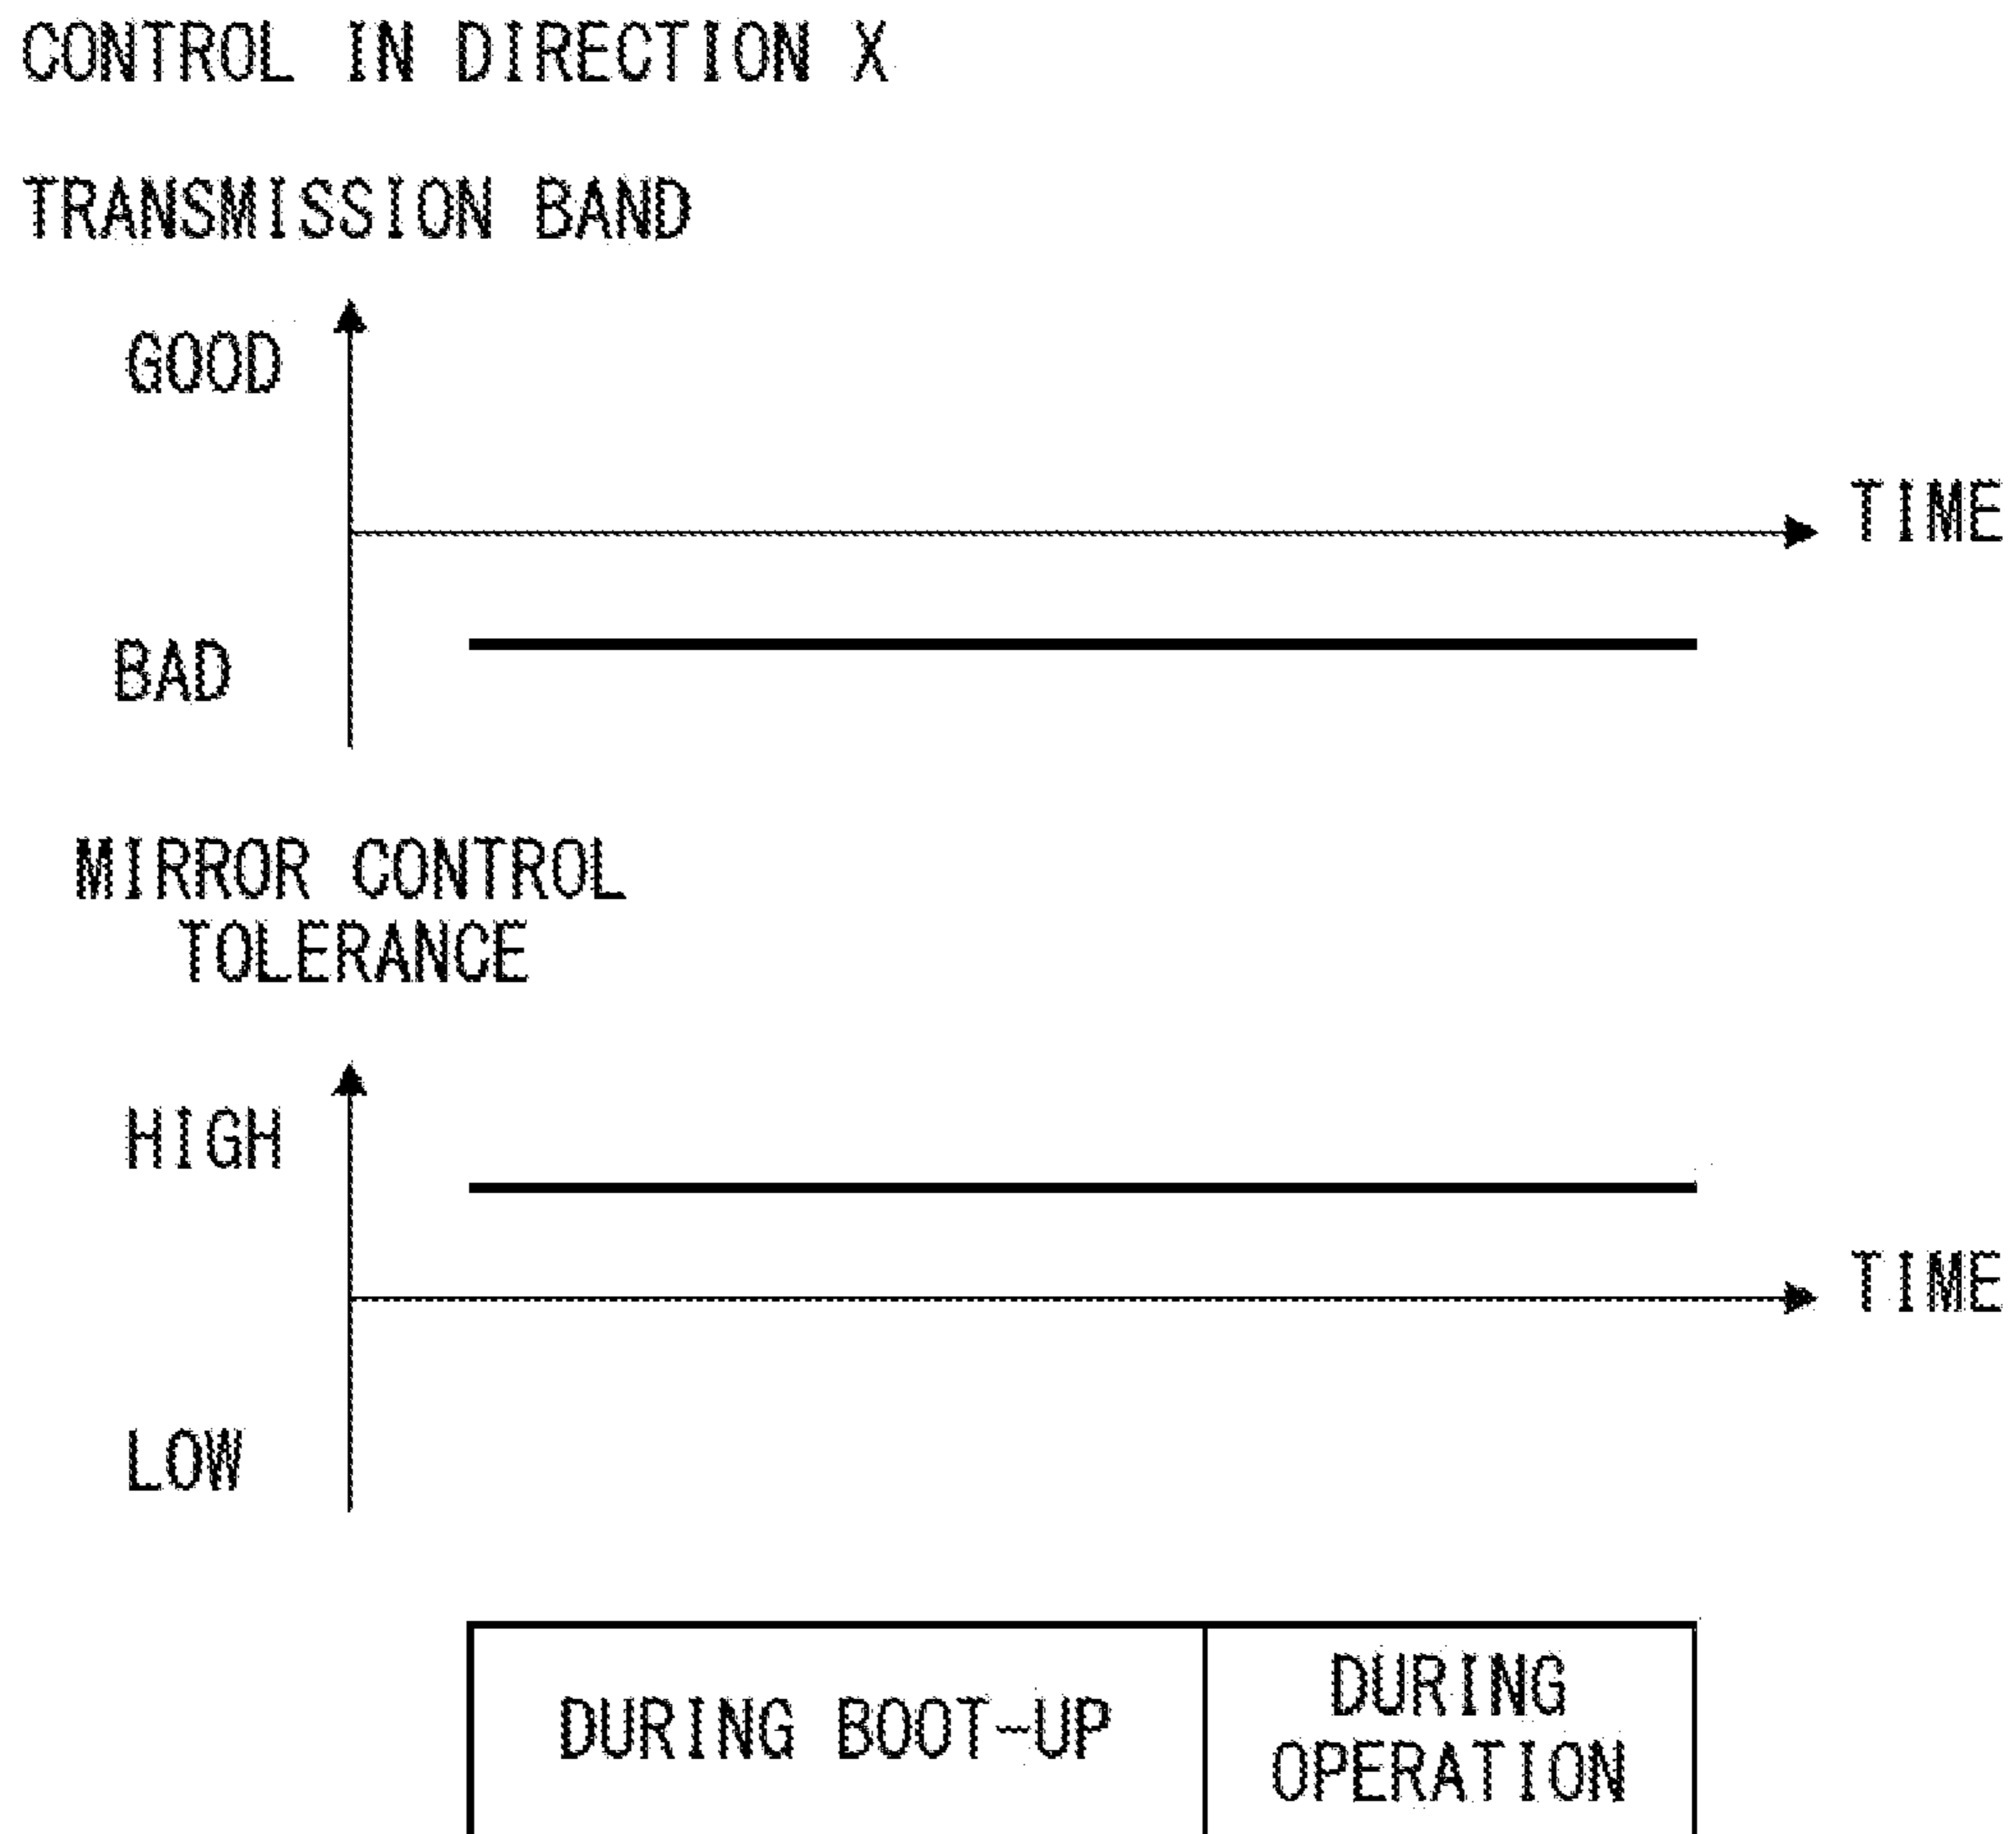 CONTROL IN DIRECTION X
TRANSMISSION BAND
GOOD
TIME
BAD
MIRROR CONTROL
TOLERANCE
HIGH
TIME
LOW
DURING BOOT-UP
DURING
OPERATION